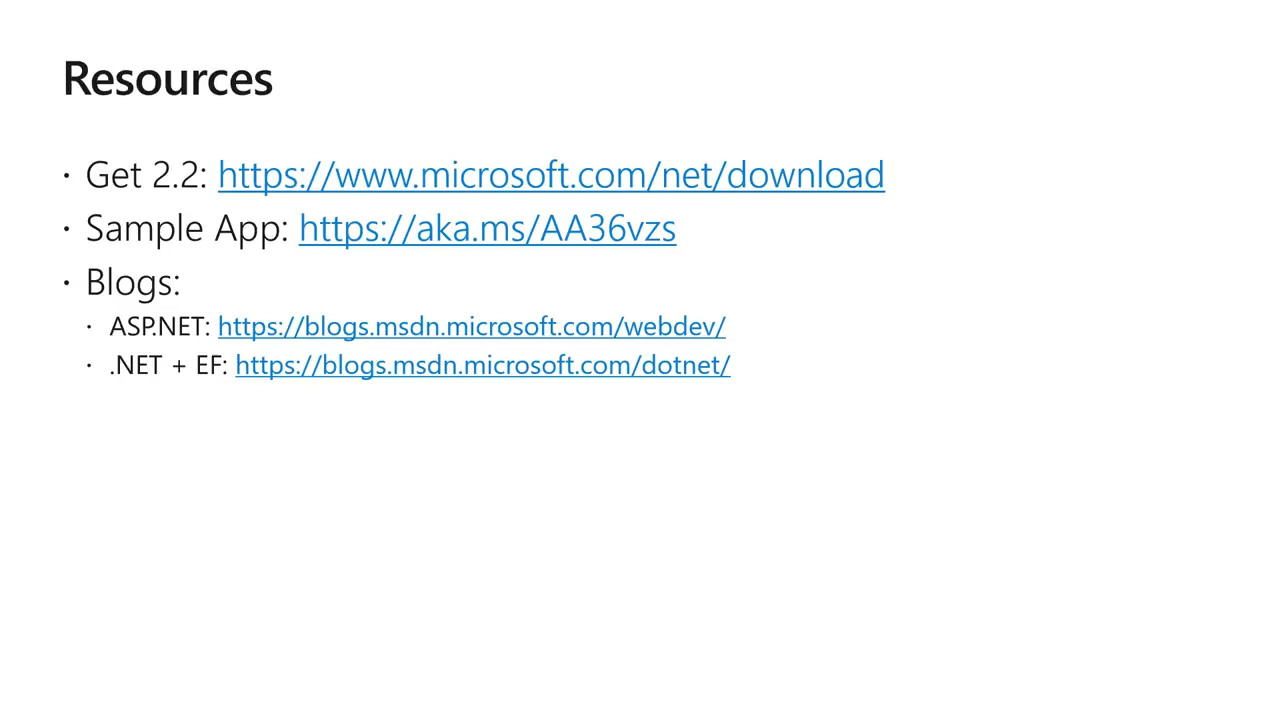 Resources
· Get 2.2: https://www.microsoft.com/net/download
· Sample App: https://aka.ms/AA36vzs
· Blogs:
· ASP.NET: https://blogs.msdn.microsoft.com/webdev/
· .NET + EF: https://blogs.msdn.microsoft.com/dotnet/